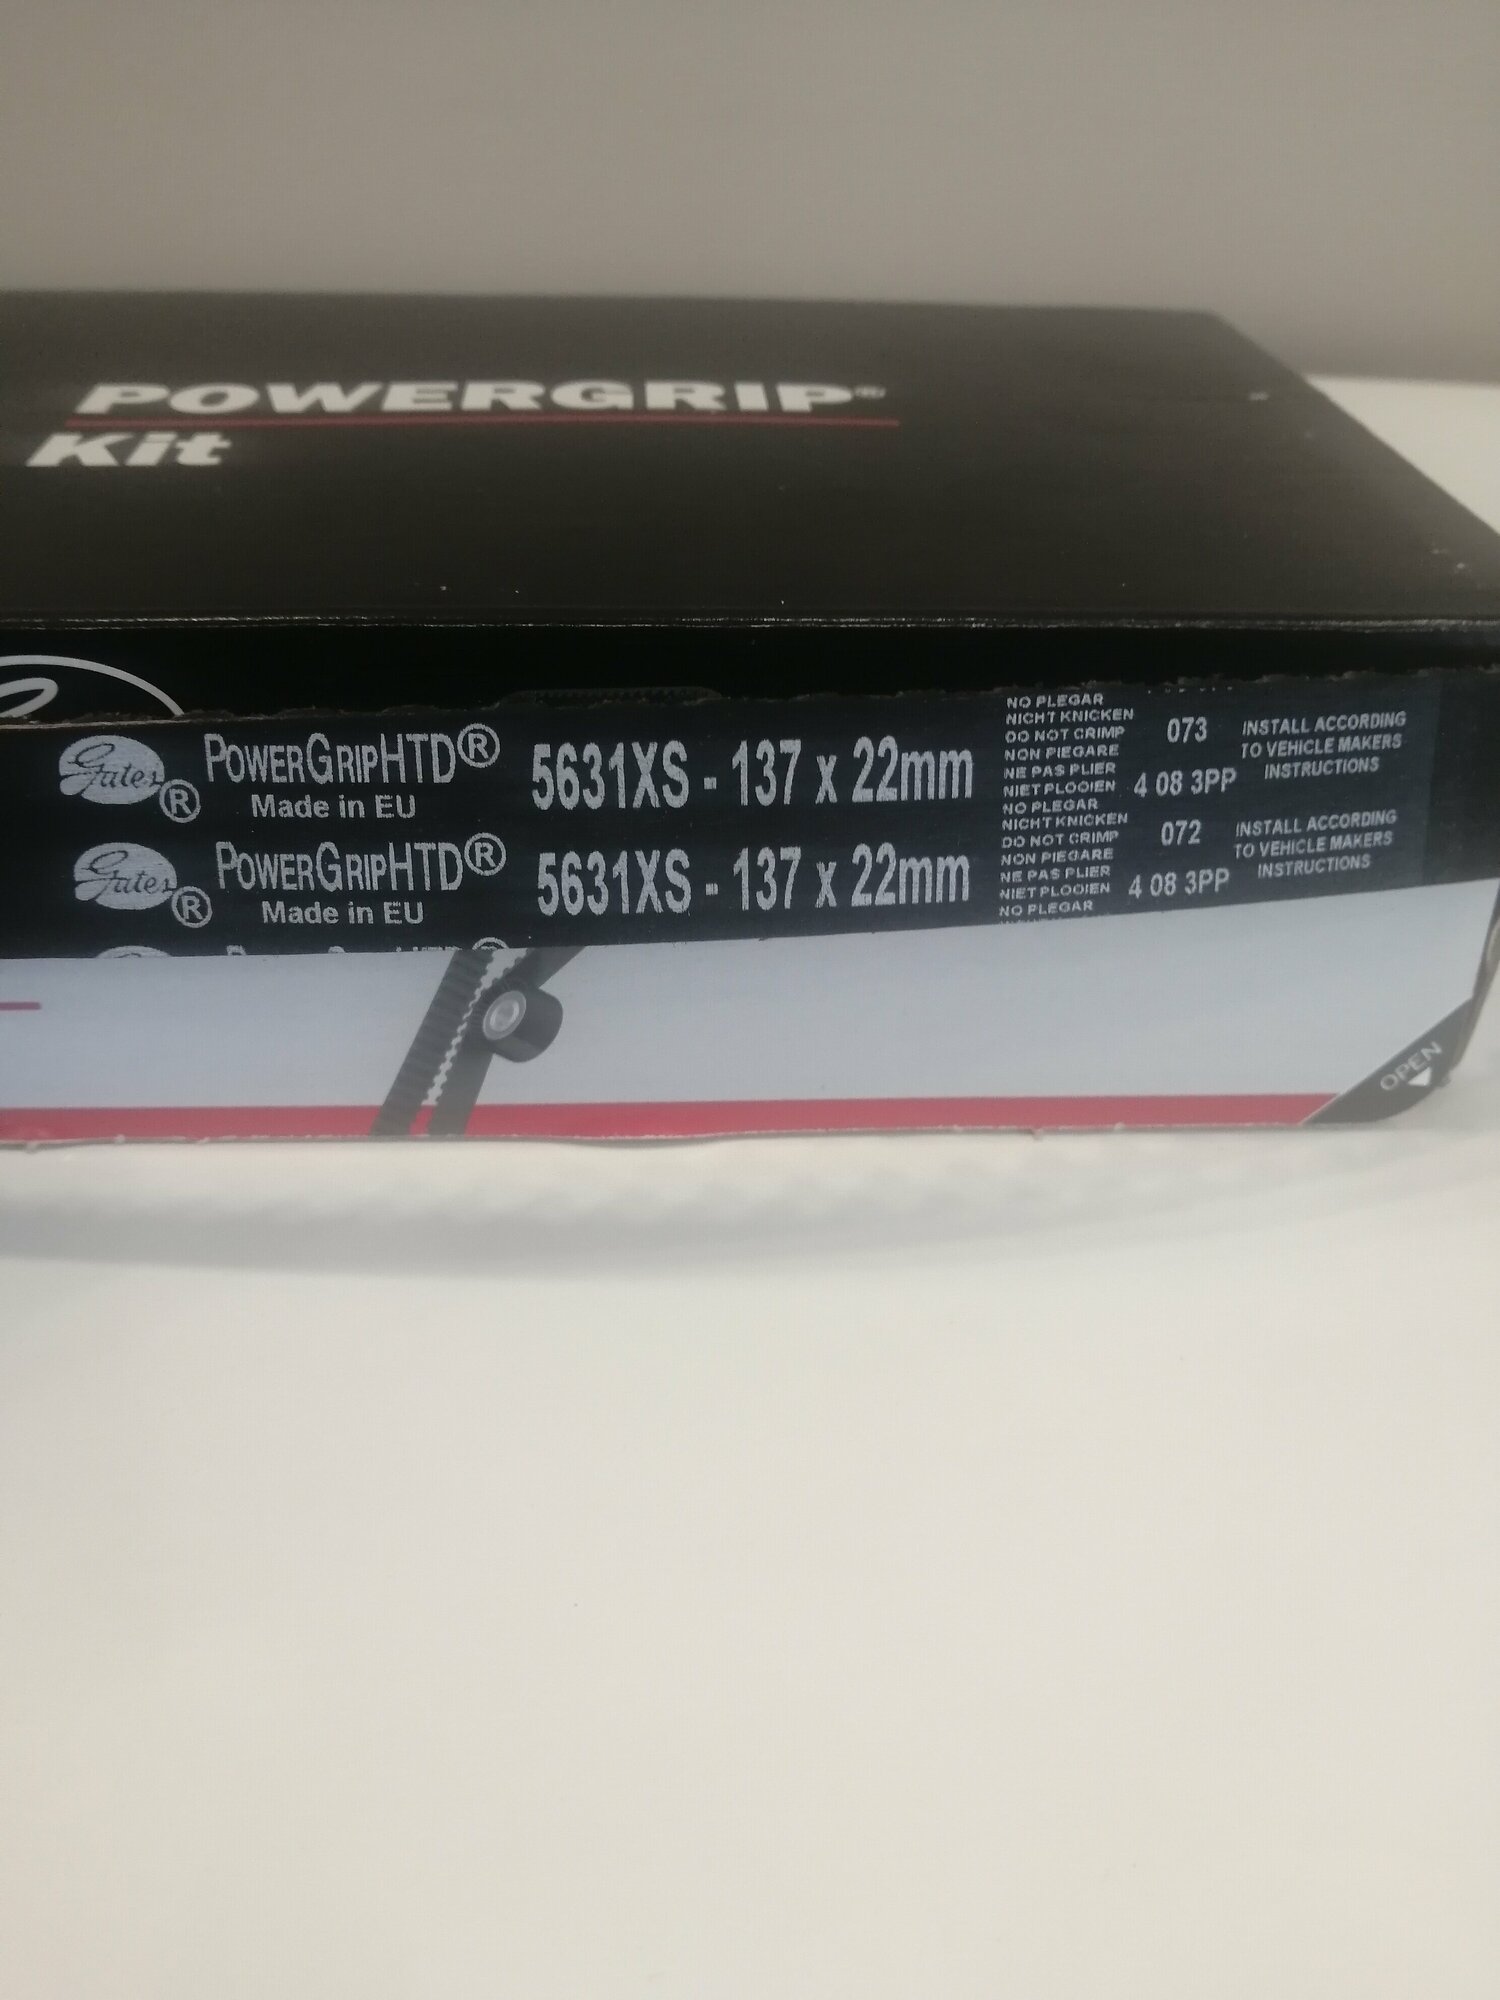 POWERGRIP®
Kit
Gates® POWERGRIPHTD® 5631XS - 137 x 22mm
Made in EU
NO PLEGAR
NICHT KNICKEN
DO NOT CRIMP
NON PIEGARE
NE PAS PLIER
NIET PLOOIEN
073
4 08 3PP
INSTALL ACCORDING
TO VEHICLE MAKERS
INSTRUCTIONS
Gates® POWERGRIPHTD® 5631XS - 137 x 22mm
Made in EU
NO PLEGAR
NICHT KNICKEN
DO NOT CRIMP
NON PIEGARE
NE PAS PLIER
NIET PLOOIEN
NO PLEGAR
072
4 08 3PP
INSTALL ACCORDING
TO VEHICLE MAKERS
INSTRUCTIONS
OPEN